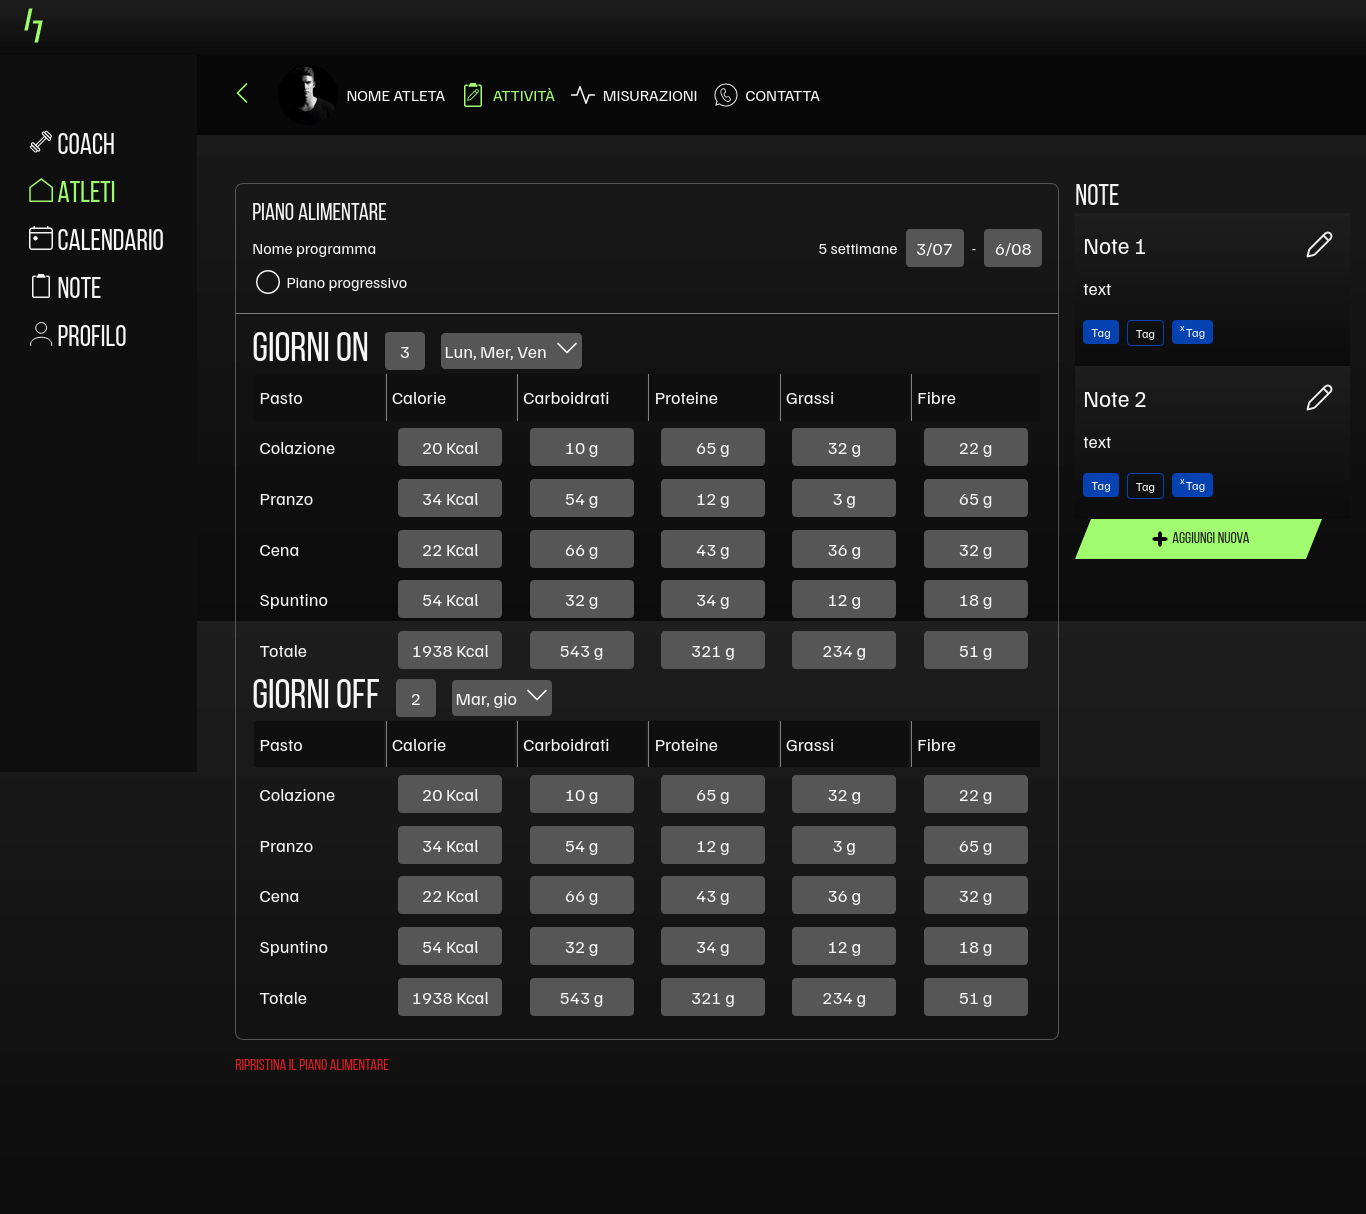 NOME ATLETA ATTIVITÀ MISURAZIONI CONTATTA
COACH
ATLETI
CALENDARIO
NOTE
PROFILO
PIANO ALIMENTARE
Nome programma
5 settimane 3/07 - 6/08
Piano progressivo
GIORNI ON 3 Lun, Mer, Ven
Pasto Calorie Carboidrati Proteine Grassi Fibre
Colazione 20 Kcal 10 g 65 g 32 g 22 g
Pranzo 34 Kcal 54 g 12 g 3 g 65 g
Cena 22 Kcal 66 g 43 g 36 g 32 g
Spuntino 54 Kcal 32 g 34 g 12 g 18 g
Totale 1938 Kcal 543 g 321 g 234 g 51 g
GIORNI OFF 2 Mar, gio
Pasto Calorie Carboidrati Proteine Grassi Fibre
Colazione 20 Kcal 10 g 65 g 32 g 22 g
Pranzo 34 Kcal 54 g 12 g 3 g 65 g
Cena 22 Kcal 66 g 43 g 36 g 32 g
Spuntino 54 Kcal 32 g 34 g 12 g 18 g
Totale 1938 Kcal 543 g 321 g 234 g 51 g
RIPRISTINA IL PIANO ALIMENTARE
NOTE
Note 1
text
Tag Tag x Tag
Note 2
text
Tag Tag x Tag
AGGIUNGI NUOVA